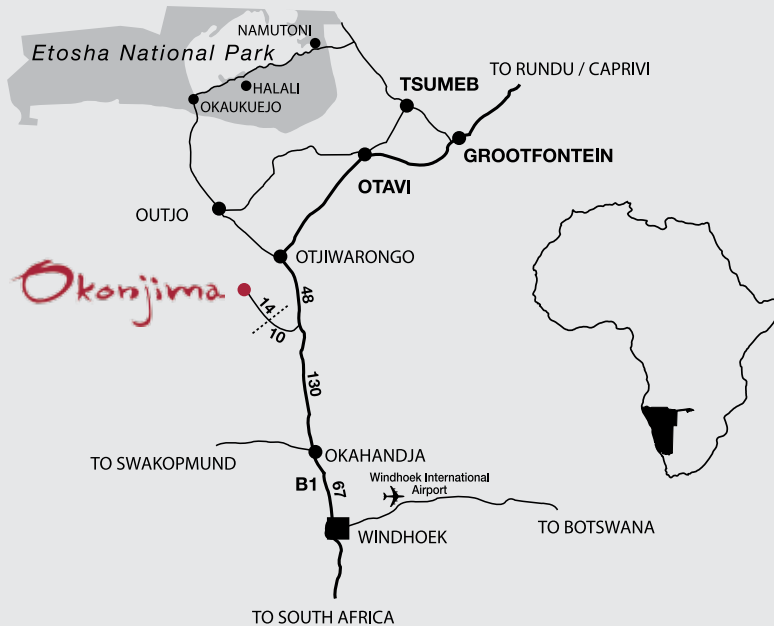 NAMUTONI
Etosha National Park
HALALI
OKAUKUEJO
TSUMEB
TO RUNDU / CAPRIVI
GROOTFONTEIN
OTAVI
OUTJO
OTJIWARONGO
Okonjima
14
10
48
130
OKAHANDJA
TO SWAKOPMUND
B1
67
Windhoek International
Airport
WINDHOEK
TO BOTSWANA
TO SOUTH AFRICA